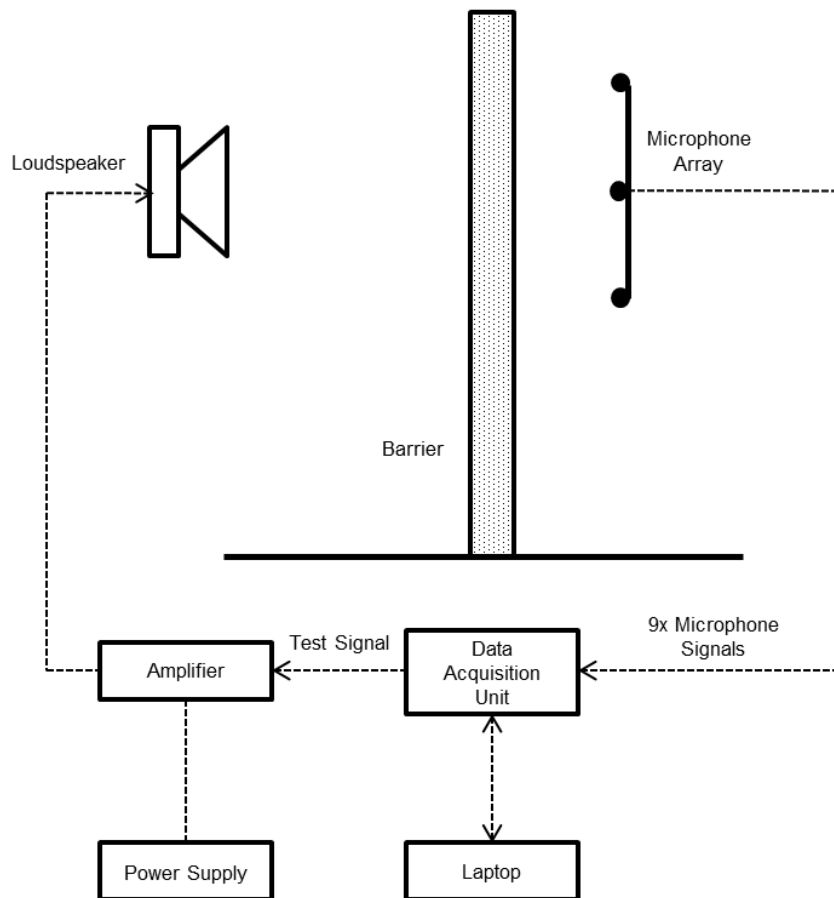 Loudspeaker
Microphone
Array
Barrier
9x Microphone
Signals
Test Signal
Amplifier
Data
Acquisition
Unit
Power Supply
Laptop